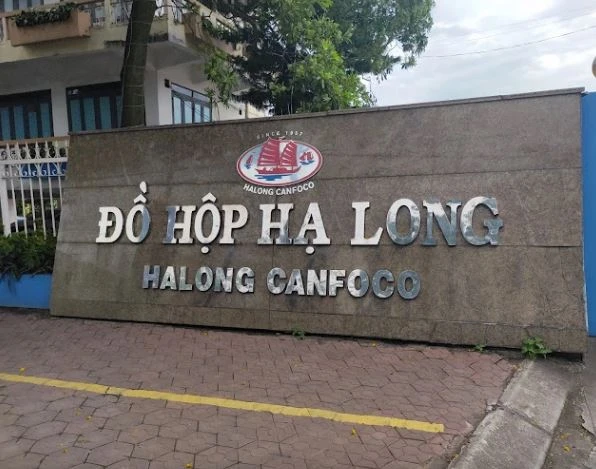 SINCE 1957
HALONG CANFOCO
ĐỒ HỘP HẠ LONG
HALONG CANFOCO